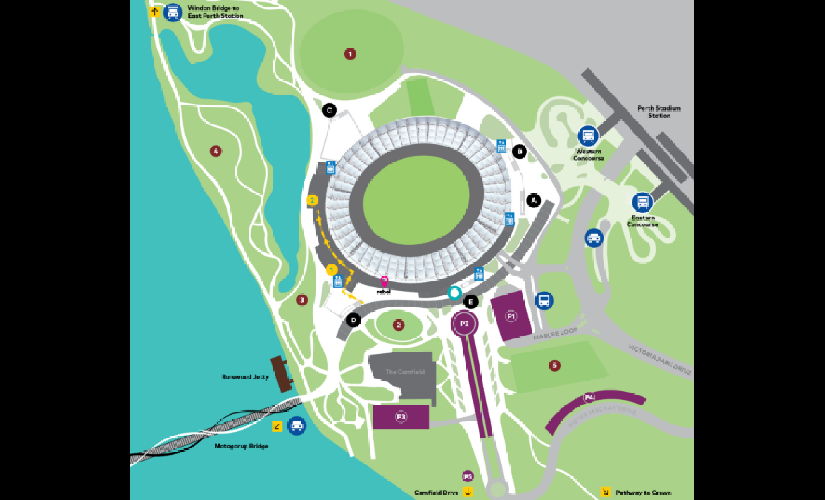 Windan Bridge to
East Perth Station
1
C
Perth Stadium
Station
4
B
Western
Concourse
A
Eastern
Concourse
3
D
2
E
P2
P1
HAREEE LOOP
VICTORIA PARK DRIVE
The Camfield
5
Burswood Jetty
P4
P3
Matagarup Bridge
P5
Camfield Drive
Pathway to Crown